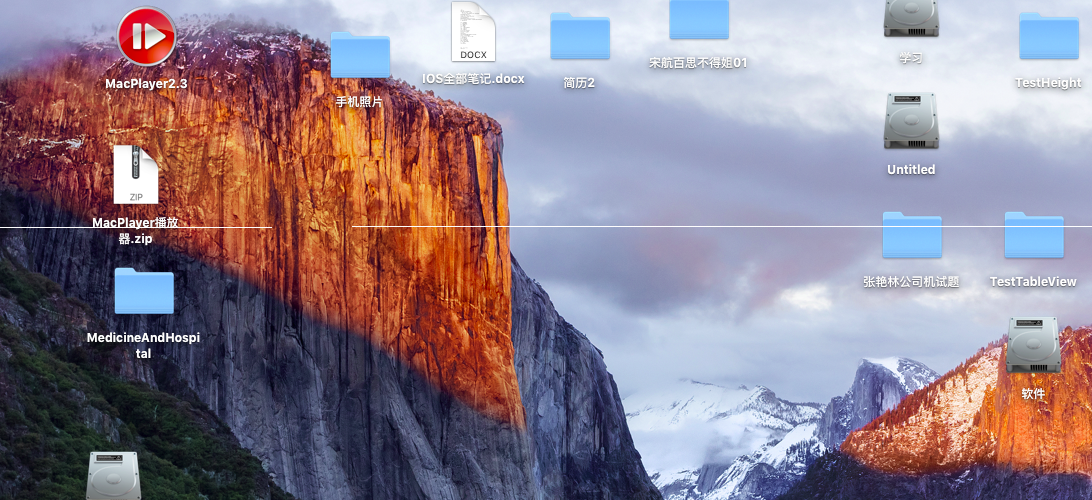 MacPlayer2.3
手机照片
DOCX
IOS全部笔记.docx
简历2
宋航百思不得姐01
学习
TestHeight
Untitled
ZIP
MacPlayer播放
器.zip
张艳林公司机试题
TestTableView
MedicineAndHospi
tal
软件